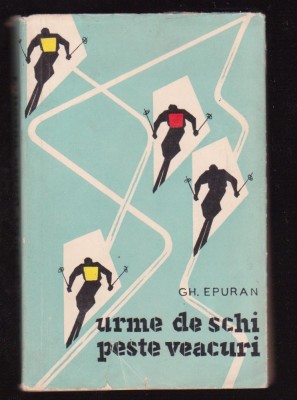 GH. EPURAN
urme de schi
peste veacuri